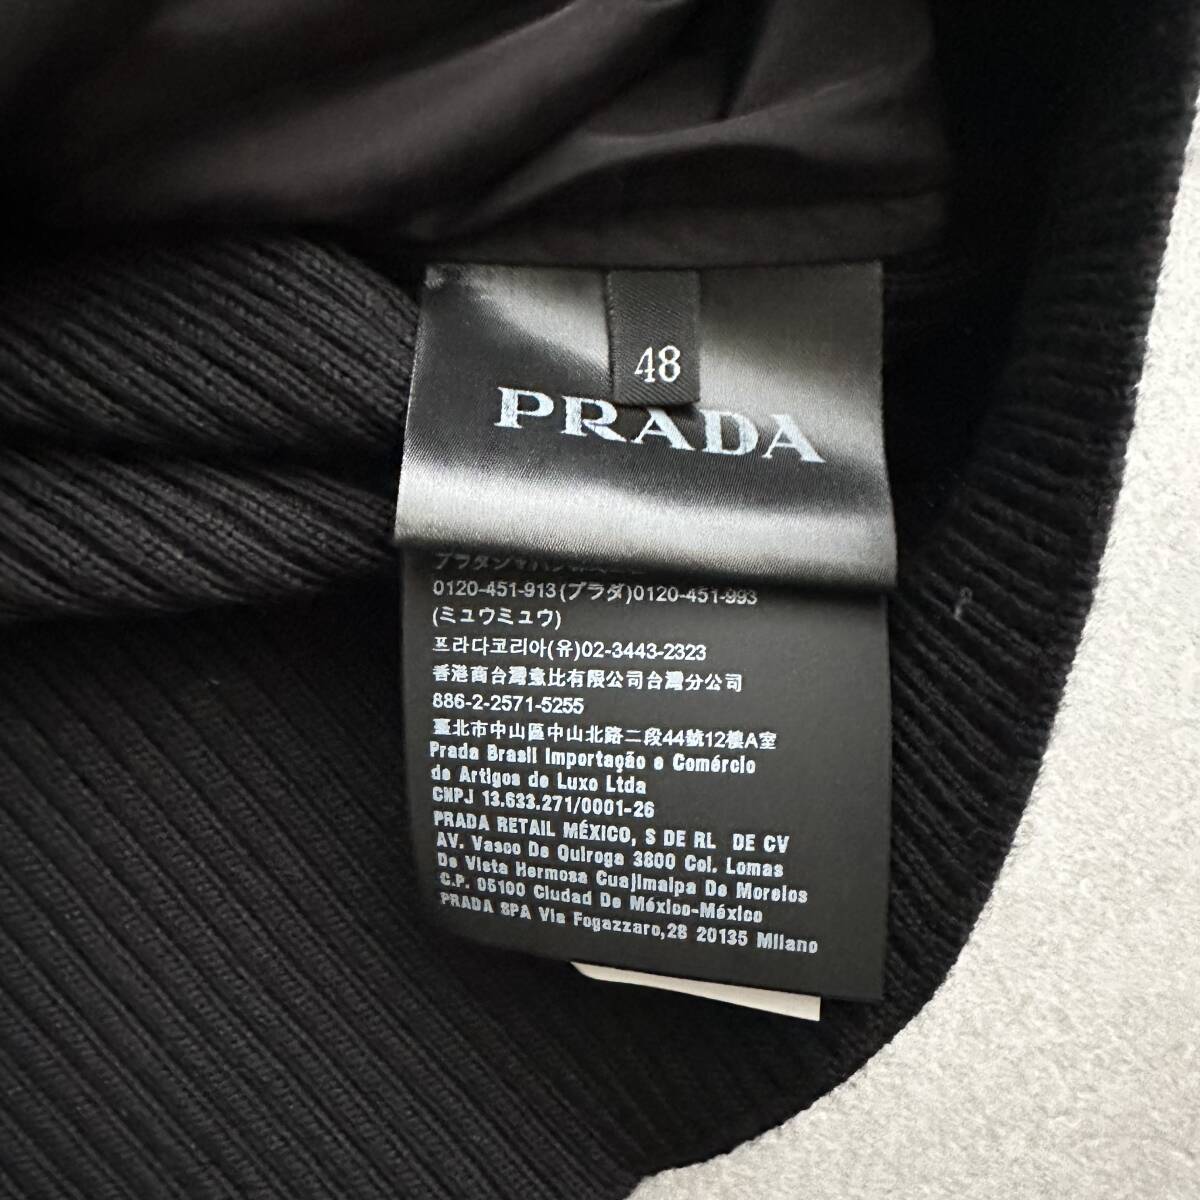 48
PRADA
0120-451-913(プラダ)0120-451-993
(ミュウミュウ)
프라다코리아(유)02-3443-2323
香港商台灣意比有限公司台灣分公司
886-2-2571-5255
臺北市中山區中山北路二段44號12樓A室
Prada Brasil Importação e Comércio
de Artigos de Luxo Ltda
CNPJ 13.633.271/0001-26
PRADA RETAIL MÉXICO, S DE RL DE CV
AV. Vasco De Quiroga 3800 Col. Lomas
De Vista Hermosa Cuajimalpa De Morelos
C.P. 05100 Ciudad De México-México
PRADA SPA Via Fogazzaro,28 20135 Milano